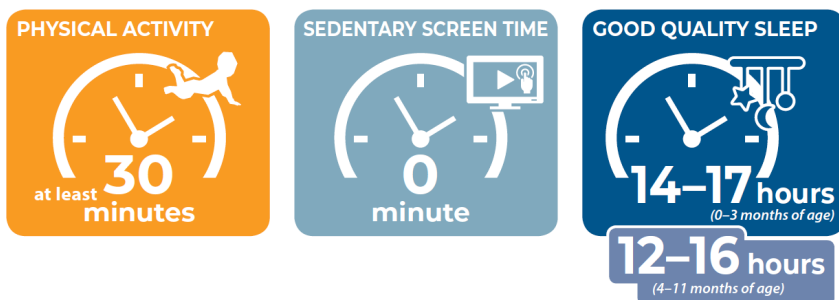 PHYSICAL ACTIVITY
at least 30
minutes
SEDENTARY SCREEN TIME
0
minute
GOOD QUALITY SLEEP
14–17 hours
(0–3 months of age)
12–16 hours
(4–11 months of age)